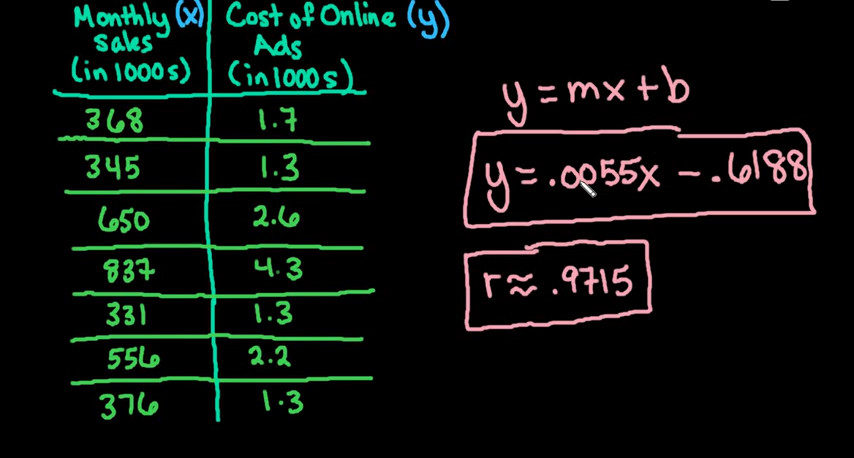 Monthly (x) Cost of Online (y)
Sales Ads
(in 1000s) (in 1000s)
368 1.7
345 1.3
650 2.6
837 4.3
331 1.3
556 2.2
376 1.3
y = mx + b
y = .0055x - .6188
r ≈ .9715